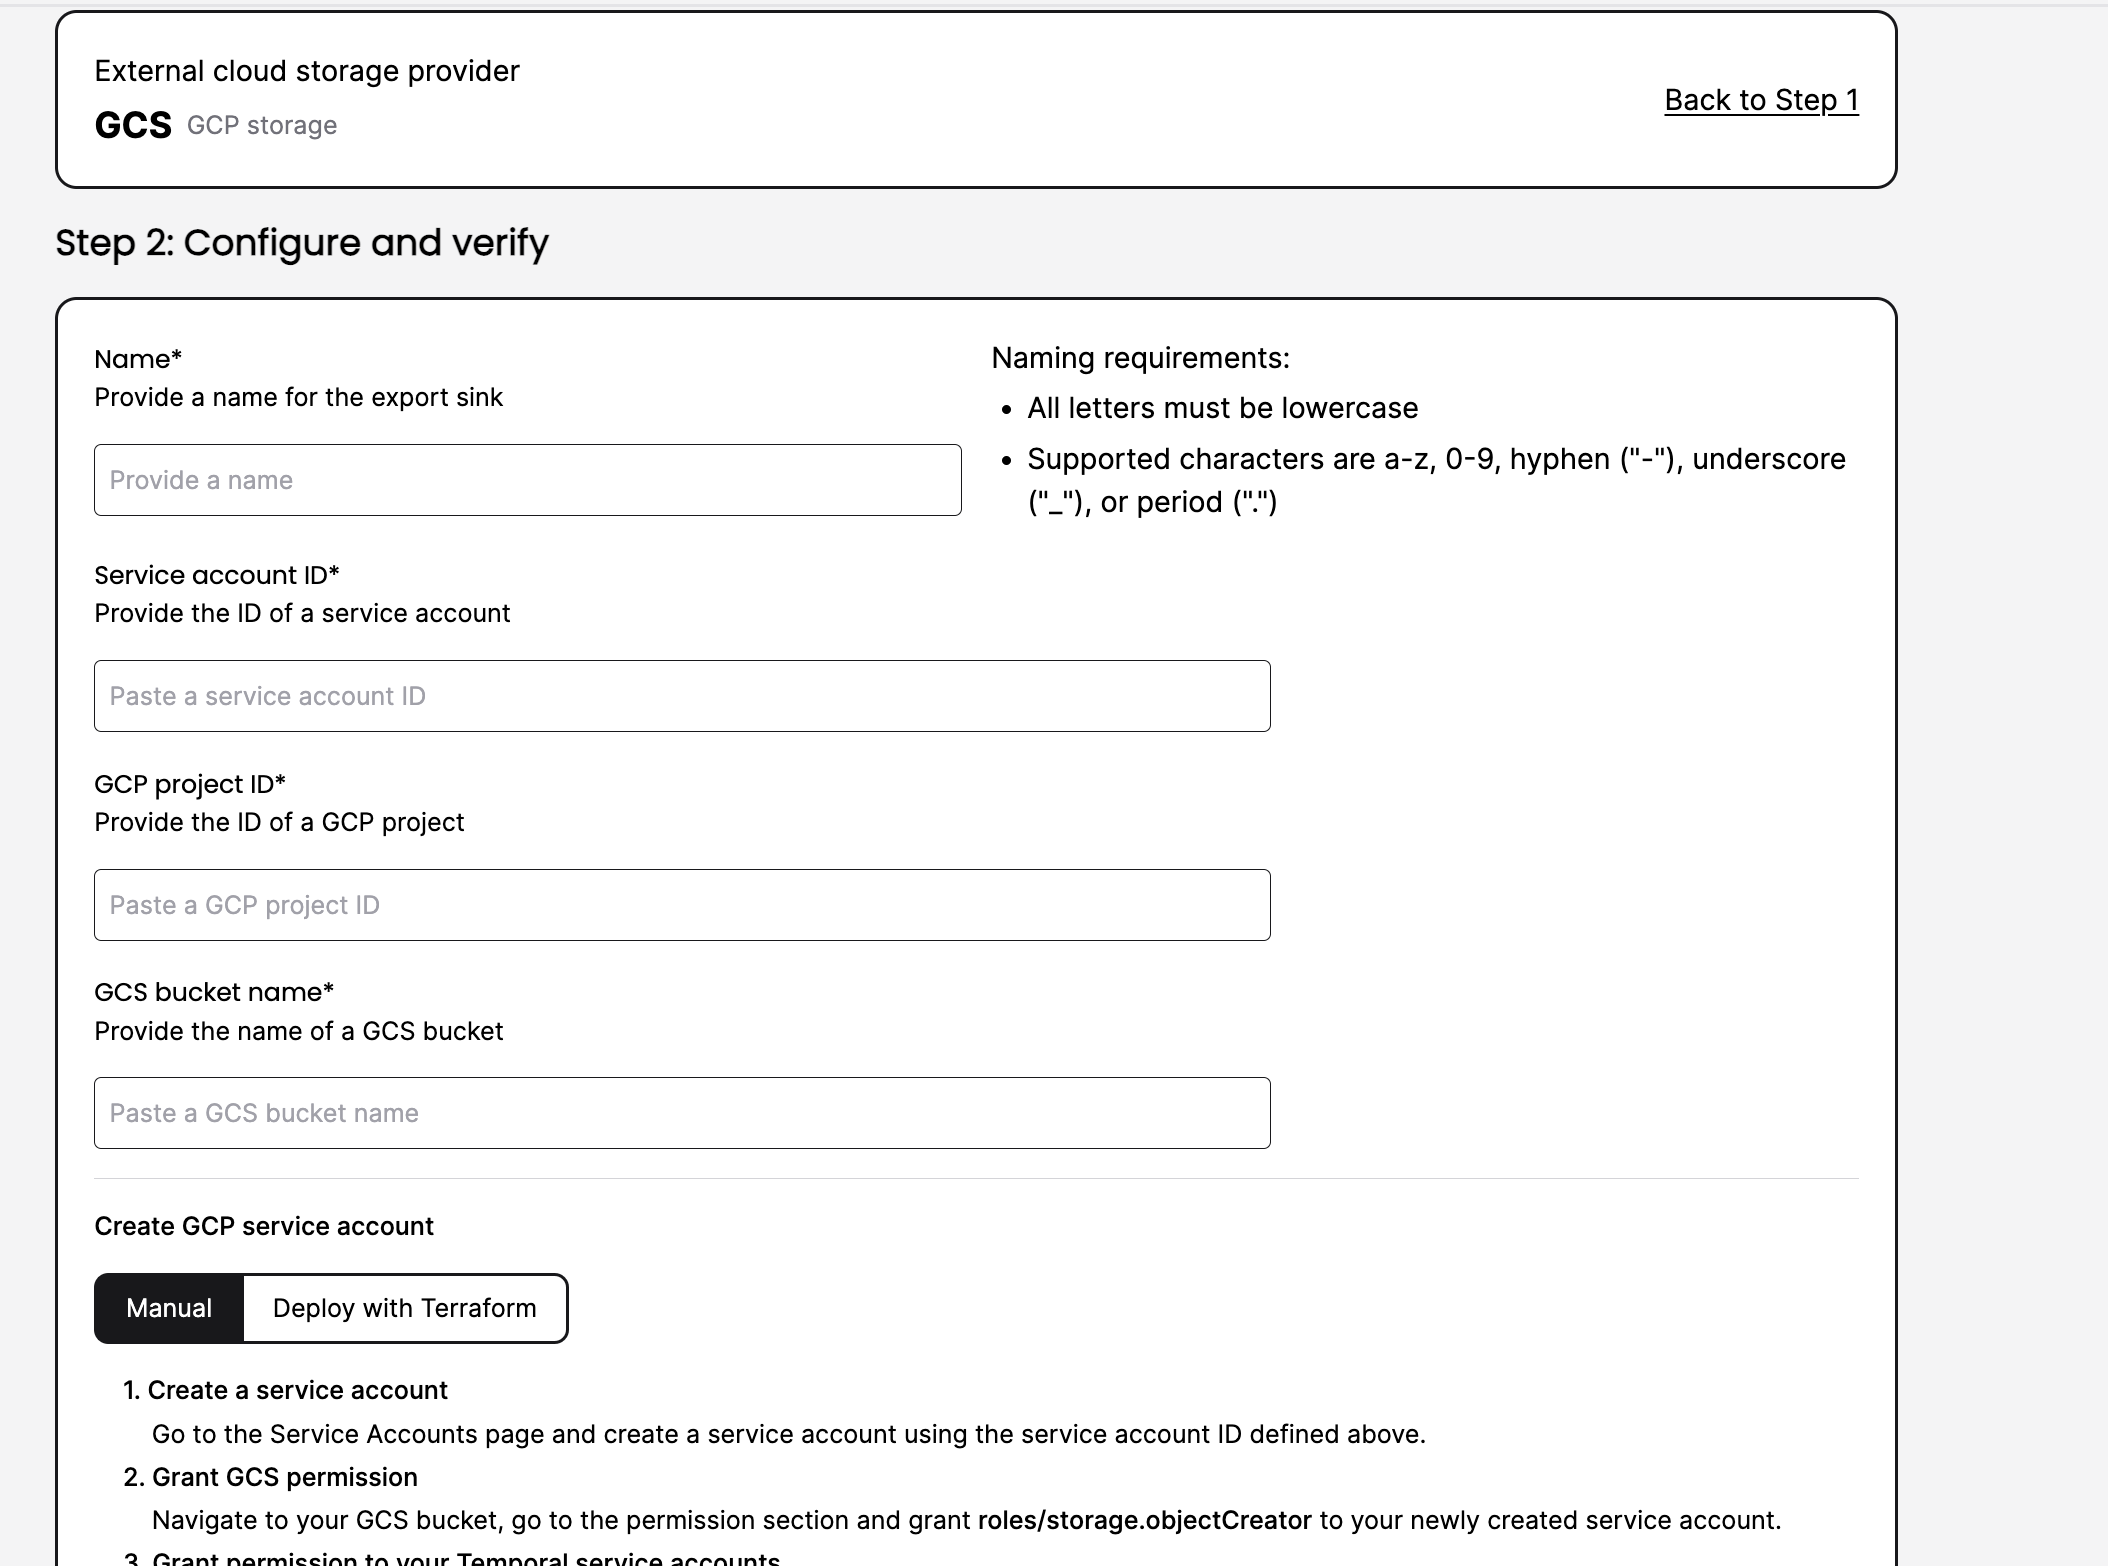 External cloud storage provider
GCS GCP storage
Back to Step 1
Step 2: Configure and verify
Name*
Provide a name for the export sink
Provide a name
Naming requirements:
• All letters must be lowercase
• Supported characters are a-z, 0-9, hyphen ("-"), underscore
("_"), or period (".")
Service account ID*
Provide the ID of a service account
Paste a service account ID
GCP project ID*
Provide the ID of a GCP project
Paste a GCP project ID
GCS bucket name*
Provide the name of a GCS bucket
Paste a GCS bucket name
Create GCP service account
Manual
Deploy with Terraform
1. Create a service account
Go to the Service Accounts page and create a service account using the service account ID defined above.
2. Grant GCS permission
Navigate to your GCS bucket, go to the permission section and grant roles/storage.objectCreator to your newly created service account.
3. Grant permission to your Temporal service accounts